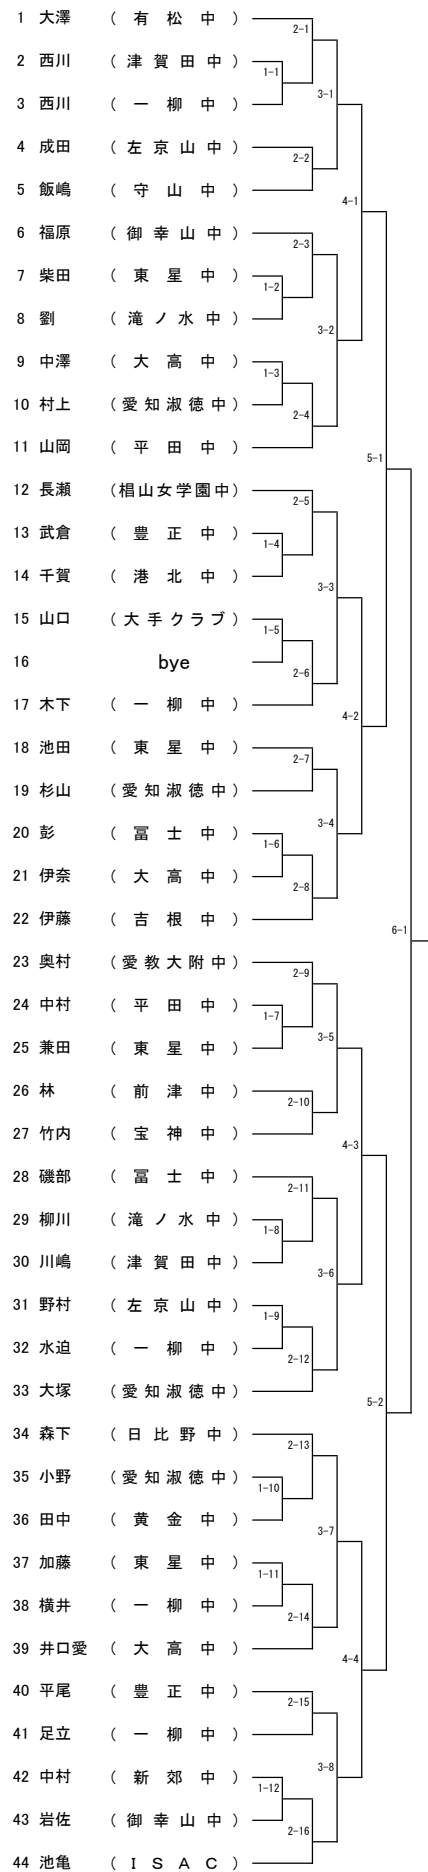 1 大澤 （ 有 松 中 ）
2 西川 （ 津 賀 田 中 ）
3 西川 （ 一 柳 中 ）
4 成田 （ 左 京 山 中 ）
5 飯嶋 （ 守 山 中 ）
6 福原 （ 御 幸 山 中 ）
7 柴田 （ 東 星 中 ）
8 劉 （ 滝 ノ 水 中 ）
9 中澤 （ 大 高 中 ）
10 村上 （ 愛 知 淑 徳 中 ）
11 山岡 （ 平 田 中 ）
12 長瀬 （椙山女学園中）
13 武倉 （ 豊 正 中 ）
14 千賀 （ 港 北 中 ）
15 山口 （ 大 手 ク ラ ブ ）
16 bye
17 木下 （ 一 柳 中 ）
18 池田 （ 東 星 中 ）
19 杉山 （ 愛 知 淑 徳 中 ）
20 彭 （ 冨 士 中 ）
21 伊奈 （ 大 高 中 ）
22 伊藤 （ 吉 根 中 ）
23 奥村 （ 愛 教 大 附 中 ）
24 中村 （ 平 田 中 ）
25 兼田 （ 東 星 中 ）
26 林 （ 前 津 中 ）
27 竹内 （ 宝 神 中 ）
28 磯部 （ 冨 士 中 ）
29 柳川 （ 滝 ノ 水 中 ）
30 川嶋 （ 津 賀 田 中 ）
31 野村 （ 左 京 山 中 ）
32 水迫 （ 一 柳 中 ）
33 大塚 （ 愛 知 淑 徳 中 ）
34 森下 （ 日 比 野 中 ）
35 小野 （ 愛 知 淑 徳 中 ）
36 田中 （ 黄 金 中 ）
37 加藤 （ 東 星 中 ）
38 横井 （ 一 柳 中 ）
39 井口愛 （ 大 高 中 ）
40 平尾 （ 豊 正 中 ）
41 足立 （ 一 柳 中 ）
42 中村 （ 新 郊 中 ）
43 岩佐 （ 御 幸 山 中 ）
44 池亀 （ I S A C ）
1-1
1-2
1-3
1-4
1-5
1-6
1-7
1-8
1-9
1-10
1-11
1-12
2-1
2-2
2-3
2-4
2-5
2-6
2-7
2-8
2-9
2-10
2-11
2-12
2-13
2-14
2-15
2-16
3-1
3-2
3-3
3-4
3-5
3-6
3-7
3-8
4-1
4-2
4-3
4-4
5-1
5-2
6-1